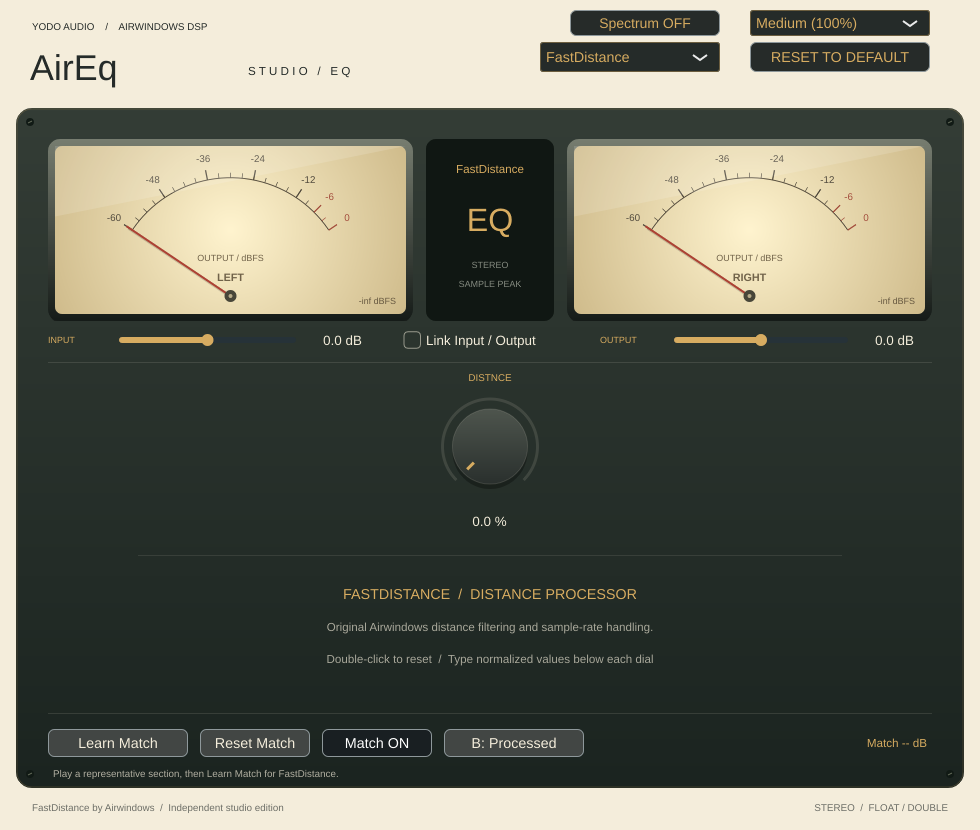 YODO AUDIO / AIRWINDOWS DSP
AirEq
STUDIO / EQ
Spectrum OFF
Medium (100%)
FastDistance
RESET TO DEFAULT
-60 -48 -36 -24 -12 -6 0
OUTPUT / dBFS
LEFT
-inf dBFS
FastDistance
EQ
STEREO
SAMPLE PEAK
-60 -48 -36 -24 -12 -6 0
OUTPUT / dBFS
RIGHT
-inf dBFS
INPUT 0.0 dB Link Input / Output OUTPUT 0.0 dB
DISTNCE
0.0 %
FASTDISTANCE / DISTANCE PROCESSOR
Original Airwindows distance filtering and sample-rate handling.
Double-click to reset / Type normalized values below each dial
Learn Match Reset Match Match ON B: Processed Match -- dB
Play a representative section, then Learn Match for FastDistance.
FastDistance by Airwindows / Independent studio edition
STEREO / FLOAT / DOUBLE